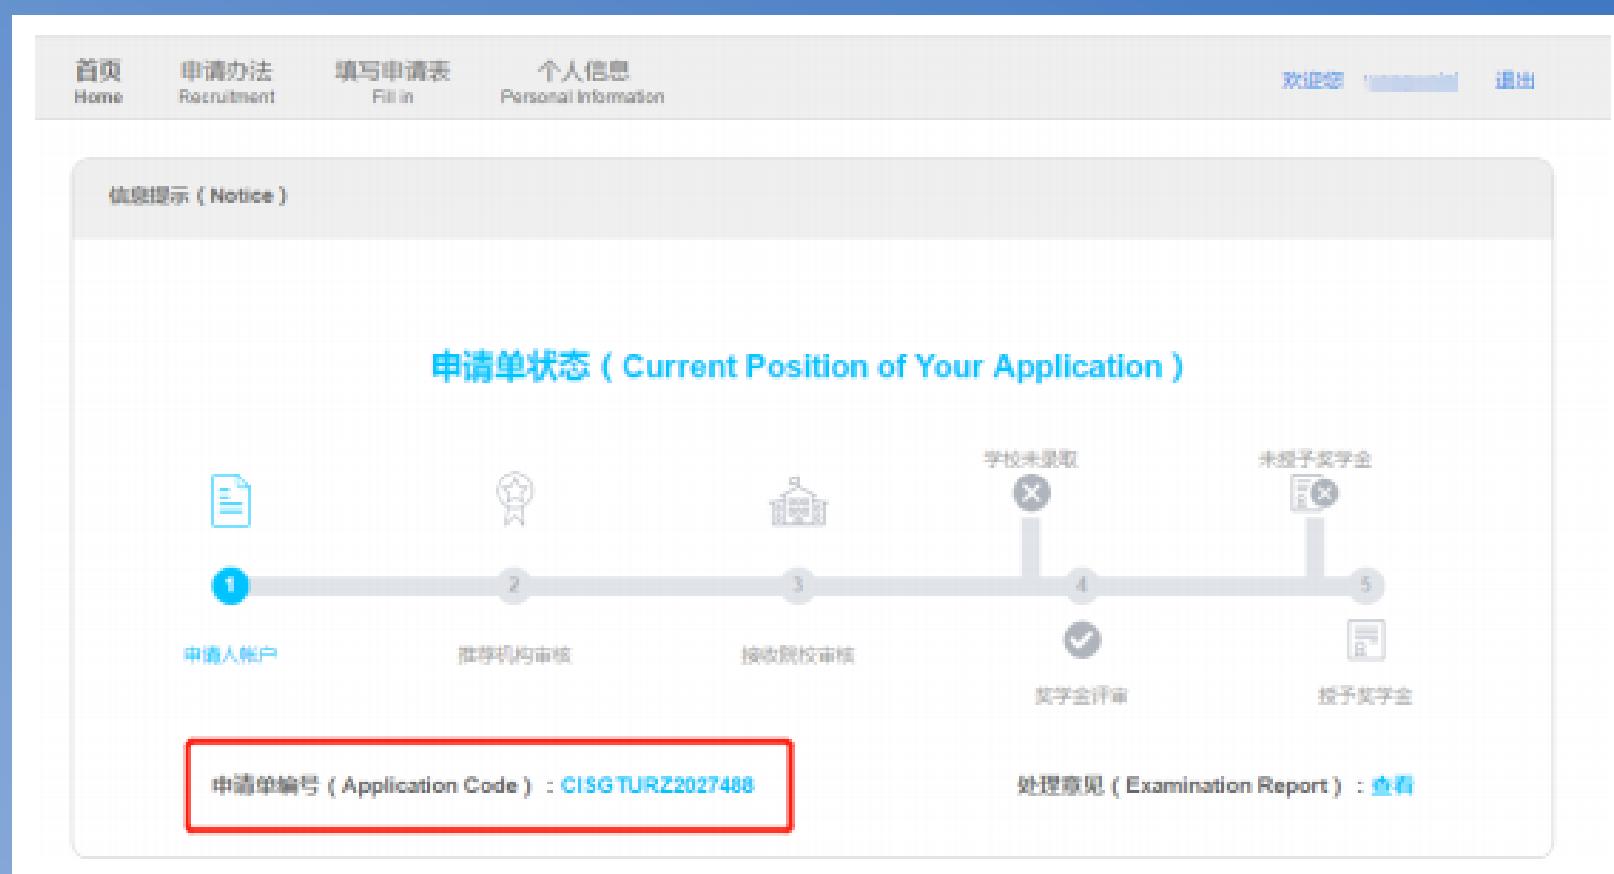 首页 申请办法 填写申请表 个人信息 欢迎您 退出
Home Recruitment Fill in Personal Information
信息提示 ( Notice )
申请单状态 ( Current Position of Your Application )
学校未录取 未授予奖学金
1 2 3 4 5
申请人帐户 推荐机构审核 接收院校审核
奖学金评审 授予奖学金
申请单编号 ( Application Code ) : CISGTURZ2027488 处理意见 ( Examination Report ) : 查看